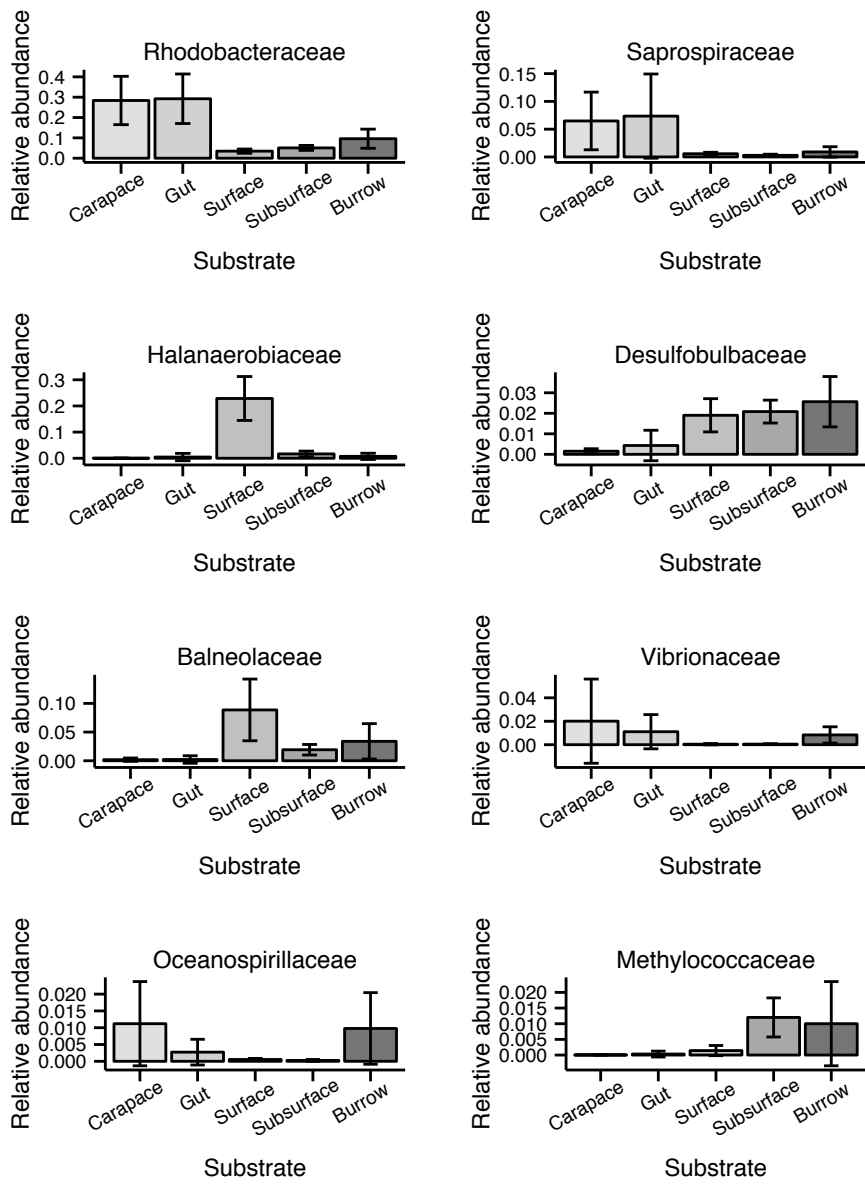 Rhodobacteraceae
Relative abundance
0.4
0.3
0.2
0.1
0.0
Carapace Gut Surface Subsurface Burrow
Substrate
Saprospiraceae
Relative abundance
0.15
0.10
0.05
0.00
Carapace Gut Surface Subsurface Burrow
Substrate
Halanaerobiaceae
Relative abundance
0.3
0.2
0.1
0.0
Carapace Gut Surface Subsurface Burrow
Substrate
Desulfobulbaceae
Relative abundance
0.03
0.02
0.01
0.00
Carapace Gut Surface Subsurface Burrow
Substrate
Balneolaceae
Relative abundance
0.10
0.05
0.00
Carapace Gut Surface Subsurface Burrow
Substrate
Vibrionaceae
Relative abundance
0.04
0.02
0.00
Carapace Gut Surface Subsurface Burrow
Substrate
Oceanospirillaceae
Relative abundance
0.020
0.015
0.010
0.005
0.000
Carapace Gut Surface Subsurface Burrow
Substrate
Methylococcaceae
Relative abundance
0.020
0.015
0.010
0.005
0.000
Carapace Gut Surface Subsurface Burrow
Substrate